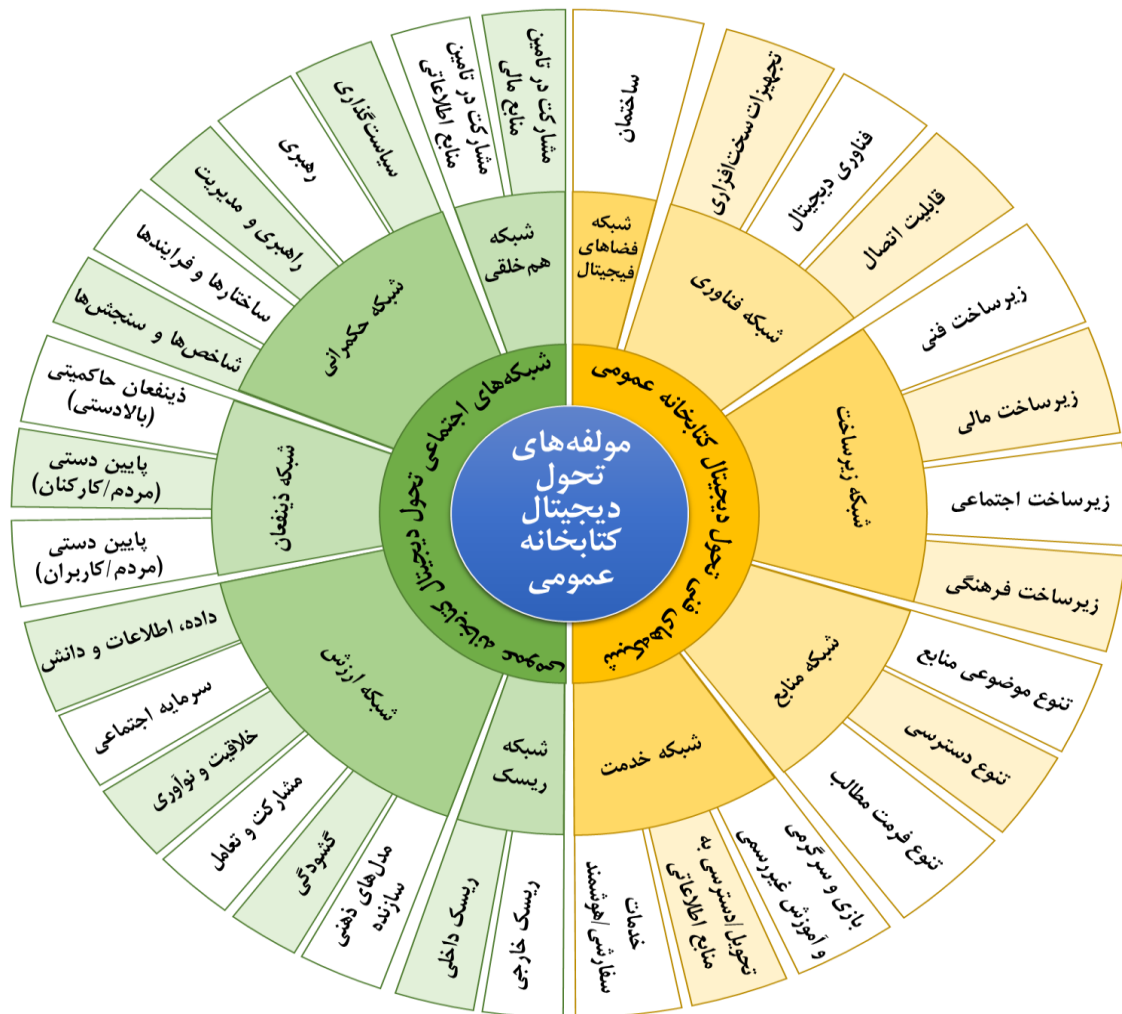 مولفه‌های
تحول
دیجیتال
کتابخانه
عمومی
شبکه‌های فنی تحول دیجیتال کتابخانه عمومی
شبکه
فضاهای
فیجیتال
ساختمان
شبکه فناوری
تجهیزات سخت‌افزاری
فناوری دیجیتال
قابلیت اتصال
شبکه زیرساخت
زیرساخت فنی
زیرساخت مالی
زیرساخت اجتماعی
زیرساخت فرهنگی
شبکه منابع
تنوع موضوعی منابع
تنوع دسترسی
تنوع فرمت مطالب
شبکه خدمت
بازی و سرگرمی
و آموزش غیررسمی
تحویل/دسترسی به
منابع اطلاعاتی
خدمات
سفارشی/هوشمند
شبکه‌های اجتماعی تحول دیجیتال کتابخانه عمومی
شبکه
ریسک
ریسک خارجی
ریسک داخلی
شبکه ارزش
مدل‌های ذهنی
سازنده
گشودگی
مشارکت و تعامل
خلاقیت و نوآوری
سرمایه اجتماعی
داده، اطلاعات و دانش
شبکه ذینفعان
پایین دستی
(مردم/کاربران)
پایین دستی
(مردم/کارکنان)
ذینفعان حاکمیتی
(بالادستی)
شبکه حکمرانی
شاخص‌ها و سنجش‌ها
ساختارها و فرایندها
راهبری و مدیریت
رهبری
سیاست‌گذاری
شبکه
هم‌خلقی
مشارکت در تامین
منابع اطلاعاتی
مشارکت در تامین
منابع مالی